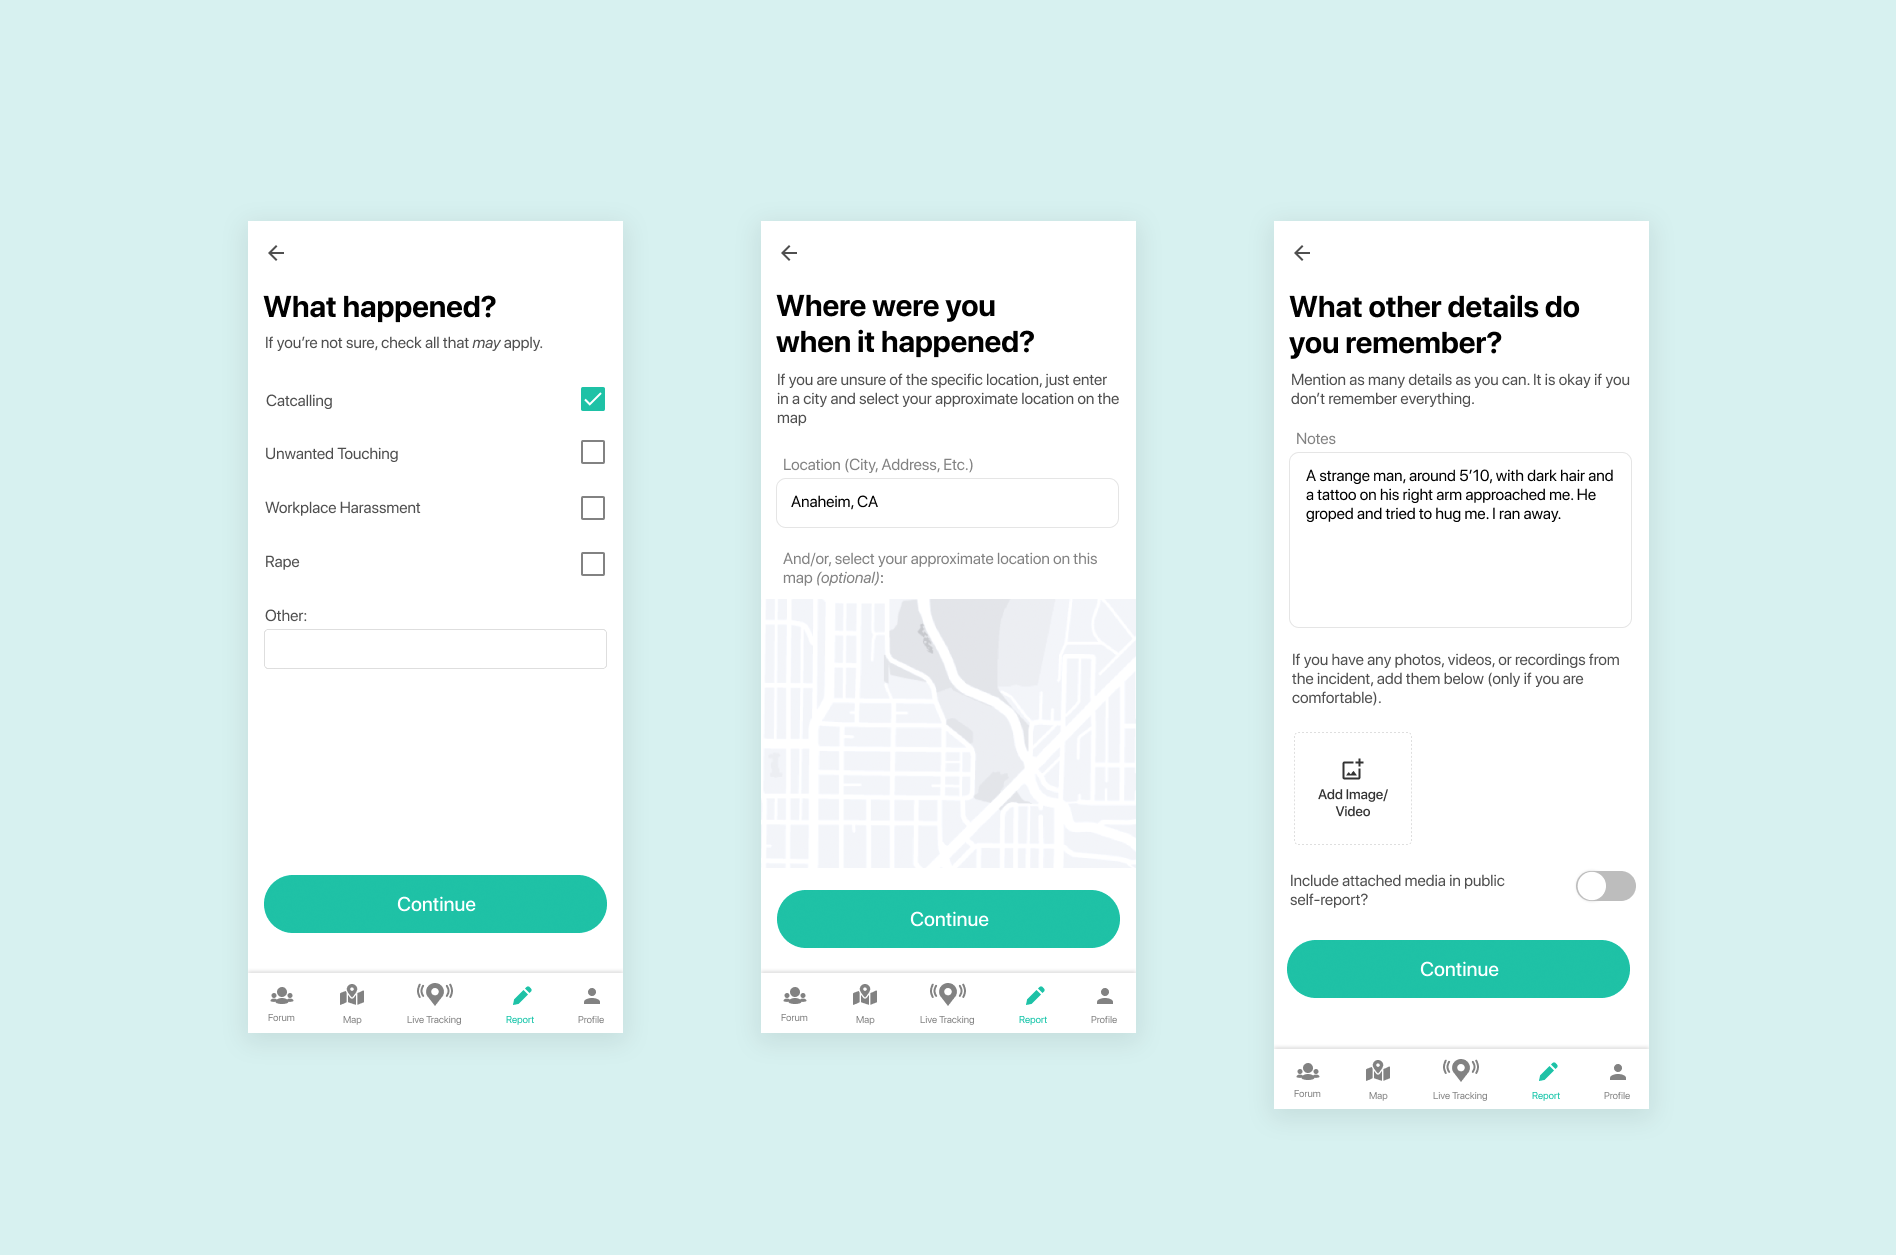 What happened?
If you're not sure, check all that may apply.
Catcalling
Unwanted Touching
Workplace Harassment
Rape
Other:
Continue
Forum
Map
Live Tracking
Report
Profile
Where were you
when it happened?
If you are unsure of the specific location, just enter
in a city and select your approximate location on the
map
Location (City, Address, Etc.)
Anaheim, CA
And/or, select your approximate location on this
map (optional):
Continue
Forum
Map
Live Tracking
Report
Profile
What other details do
you remember?
Mention as many details as you can. It is okay if you
don't remember everything.
Notes
A strange man, around 5'10, with dark hair and
a tattoo on his right arm approached me. He
groped and tried to hug me. I ran away.
If you have any photos, videos, or recordings from
the incident, add them below (only if you are
comfortable).
Add Image/
Video
Include attached media in public
self-report?
Continue
Forum
Map
Live Tracking
Report
Profile